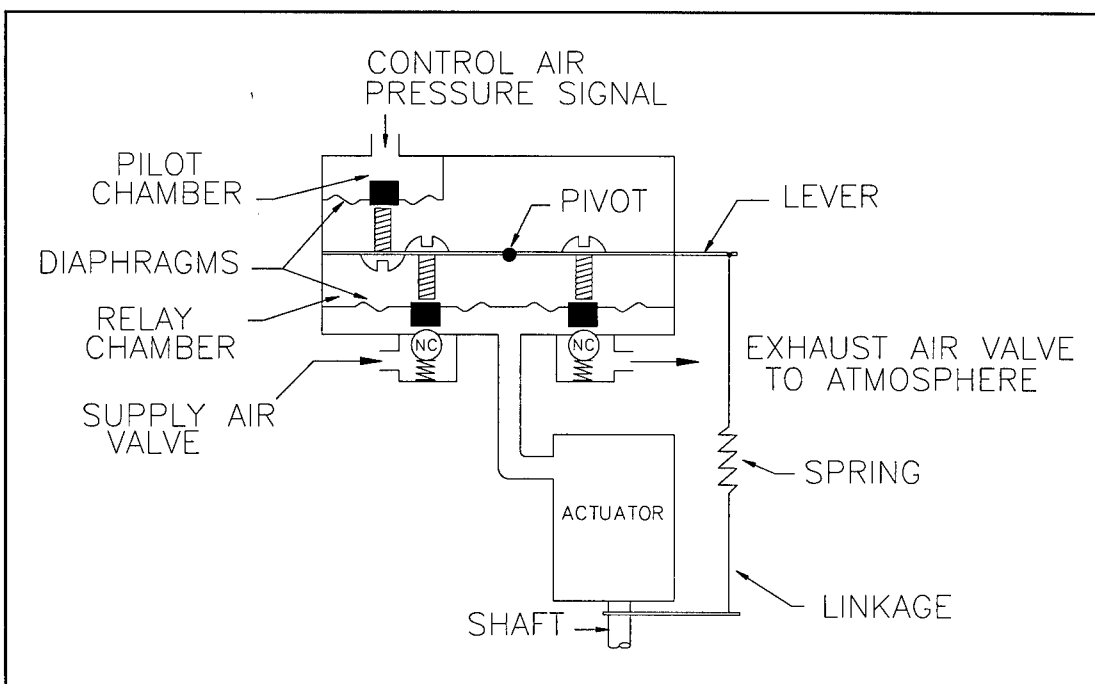 CONTROL AIR
PRESSURE SIGNAL
PILOT
CHAMBER
PIVOT
LEVER
DIAPHRAGMS
RELAY
CHAMBER
NC
NC
EXHAUST AIR VALVE
TO ATMOSPHERE
SUPPLY AIR
VALVE
SPRING
ACTUATOR
LINKAGE
SHAFT